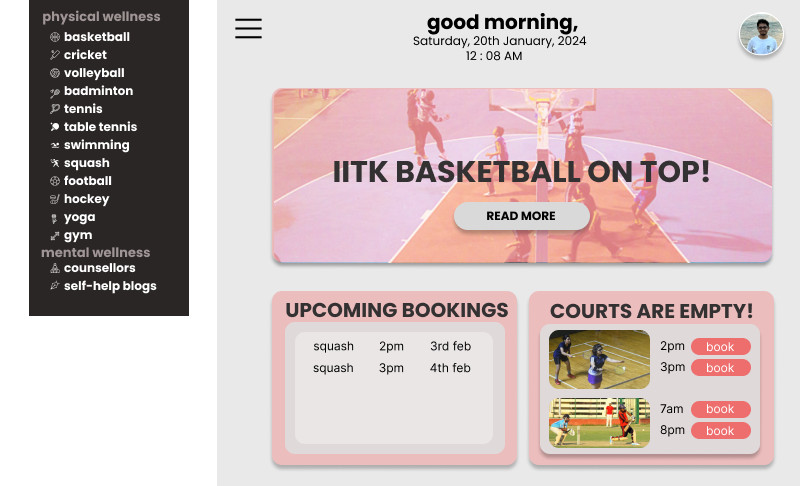 physical wellness
basketball
cricket
volleyball
badminton
tennis
table tennis
swimming
squash
football
hockey
yoga
gym
mental wellness
counsellors
self-help blogs
good morning,
Saturday, 20th January, 2024
12 : 08 AM
IITK BASKETBALL ON TOP!
READ MORE
UPCOMING BOOKINGS
squash 2pm 3rd feb
squash 3pm 4th feb
COURTS ARE EMPTY!
2pm book
3pm book
7am book
8pm book